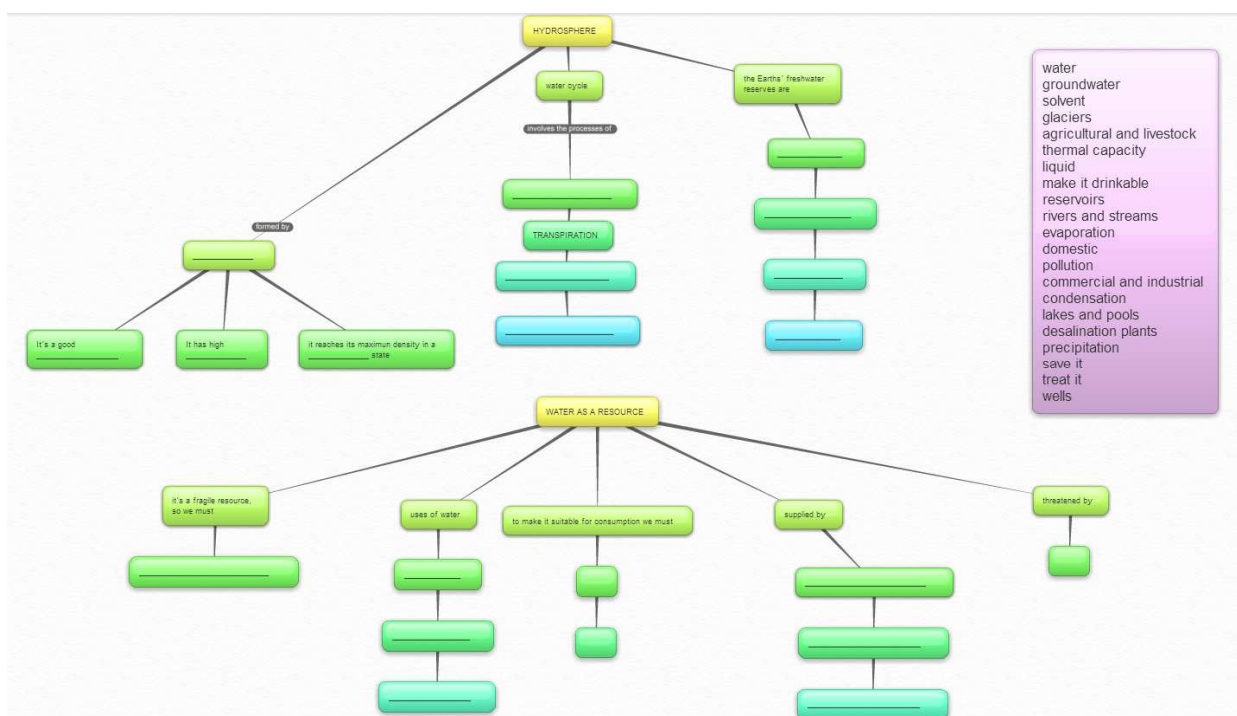 HYDROSPHERE
water cycle
the Earths´ freshwater
reserves are
involves the processes of
formed by
TRANSPIRATION
It´s a good
It has high
it reaches its maximun density in a
state
water
groundwater
solvent
glaciers
agricultural and livestock
thermal capacity
liquid
make it drinkable
reservoirs
rivers and streams
evaporation
domestic
pollution
commercial and industrial
condensation
lakes and pools
desalination plants
precipitation
save it
treat it
wells
WATER AS A RESOURCE
it´s a fragile resource,
so we must
uses of water
to make it suitable for consumption we must
supplied by
threatened by